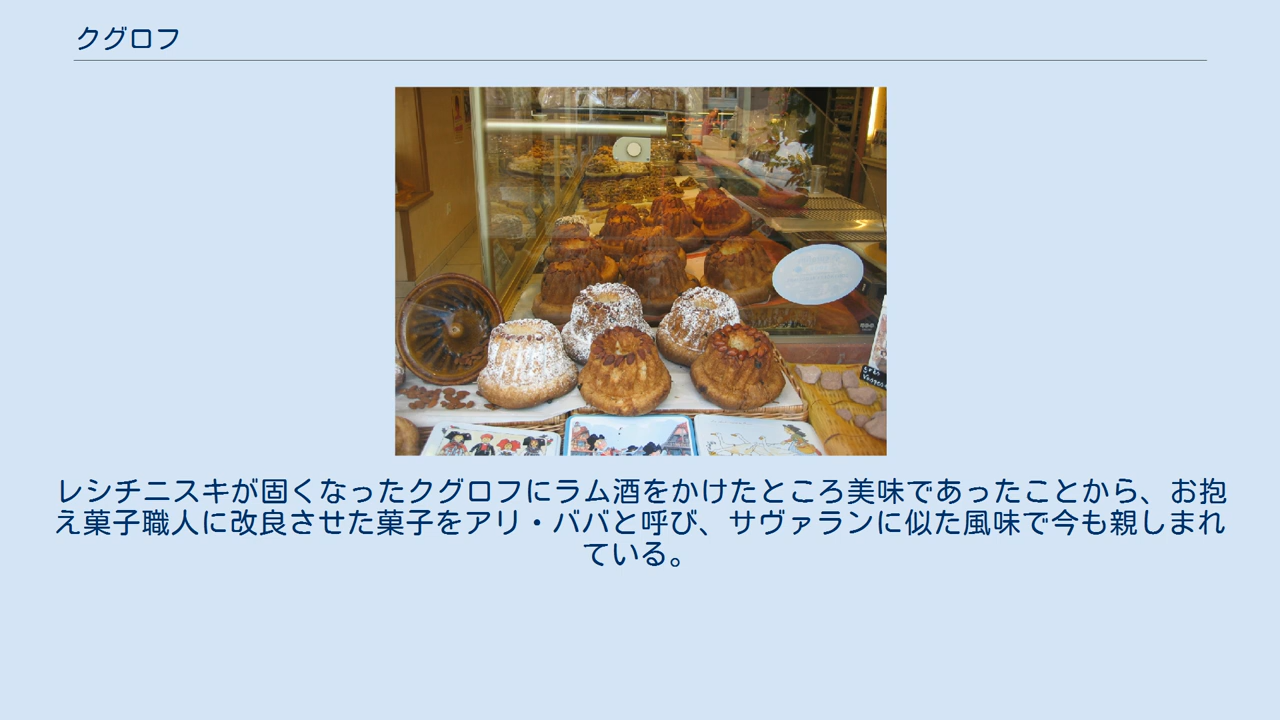 クグロフ
レシチニスキが固くなったクグロフにラム酒をかけたところ美味であったことから、お抱
え菓子職人に改良させた菓子をアリ・ババと呼び、サヴァランに似た風味で今も親しまれ
ている。